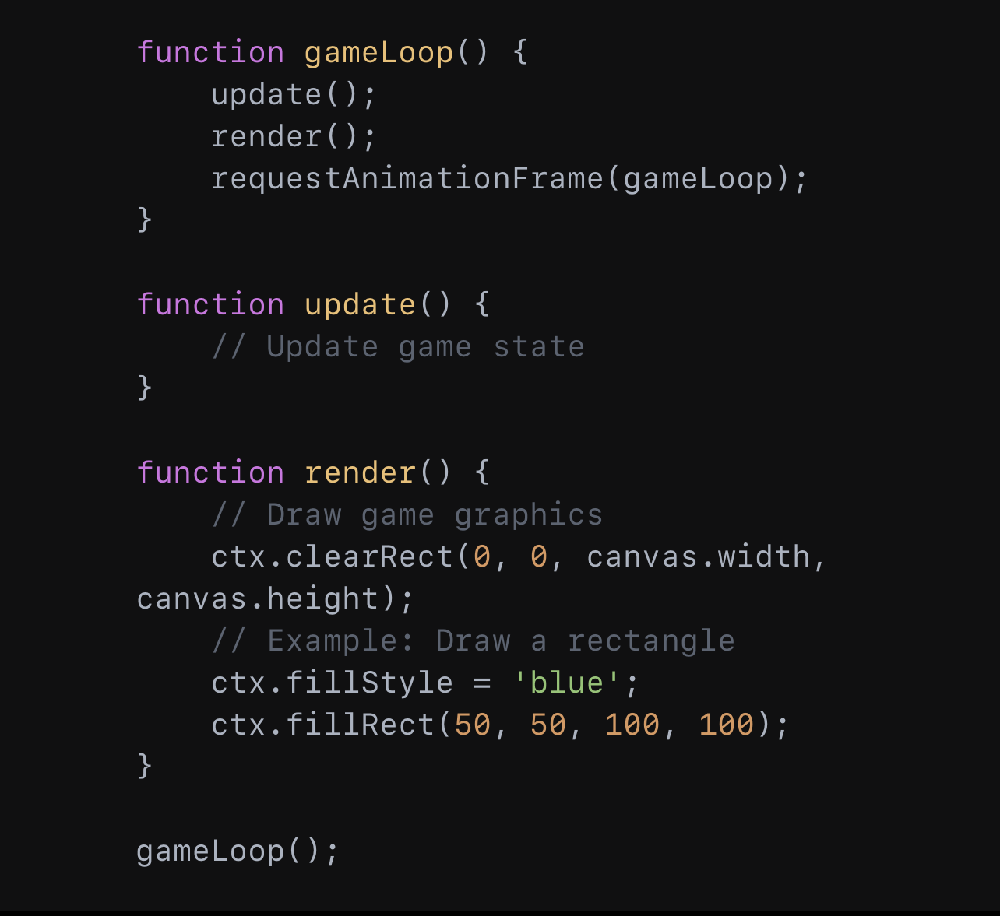 function gameLoop() {
    update();
    render();
    requestAnimationFrame(gameLoop);
}

function update() {
    // Update game state
}

function render() {
    // Draw game graphics
    ctx.clearRect(0, 0, canvas.width,
canvas.height);
    // Example: Draw a rectangle
    ctx.fillStyle = 'blue';
    ctx.fillRect(50, 50, 100, 100);
}

gameLoop();